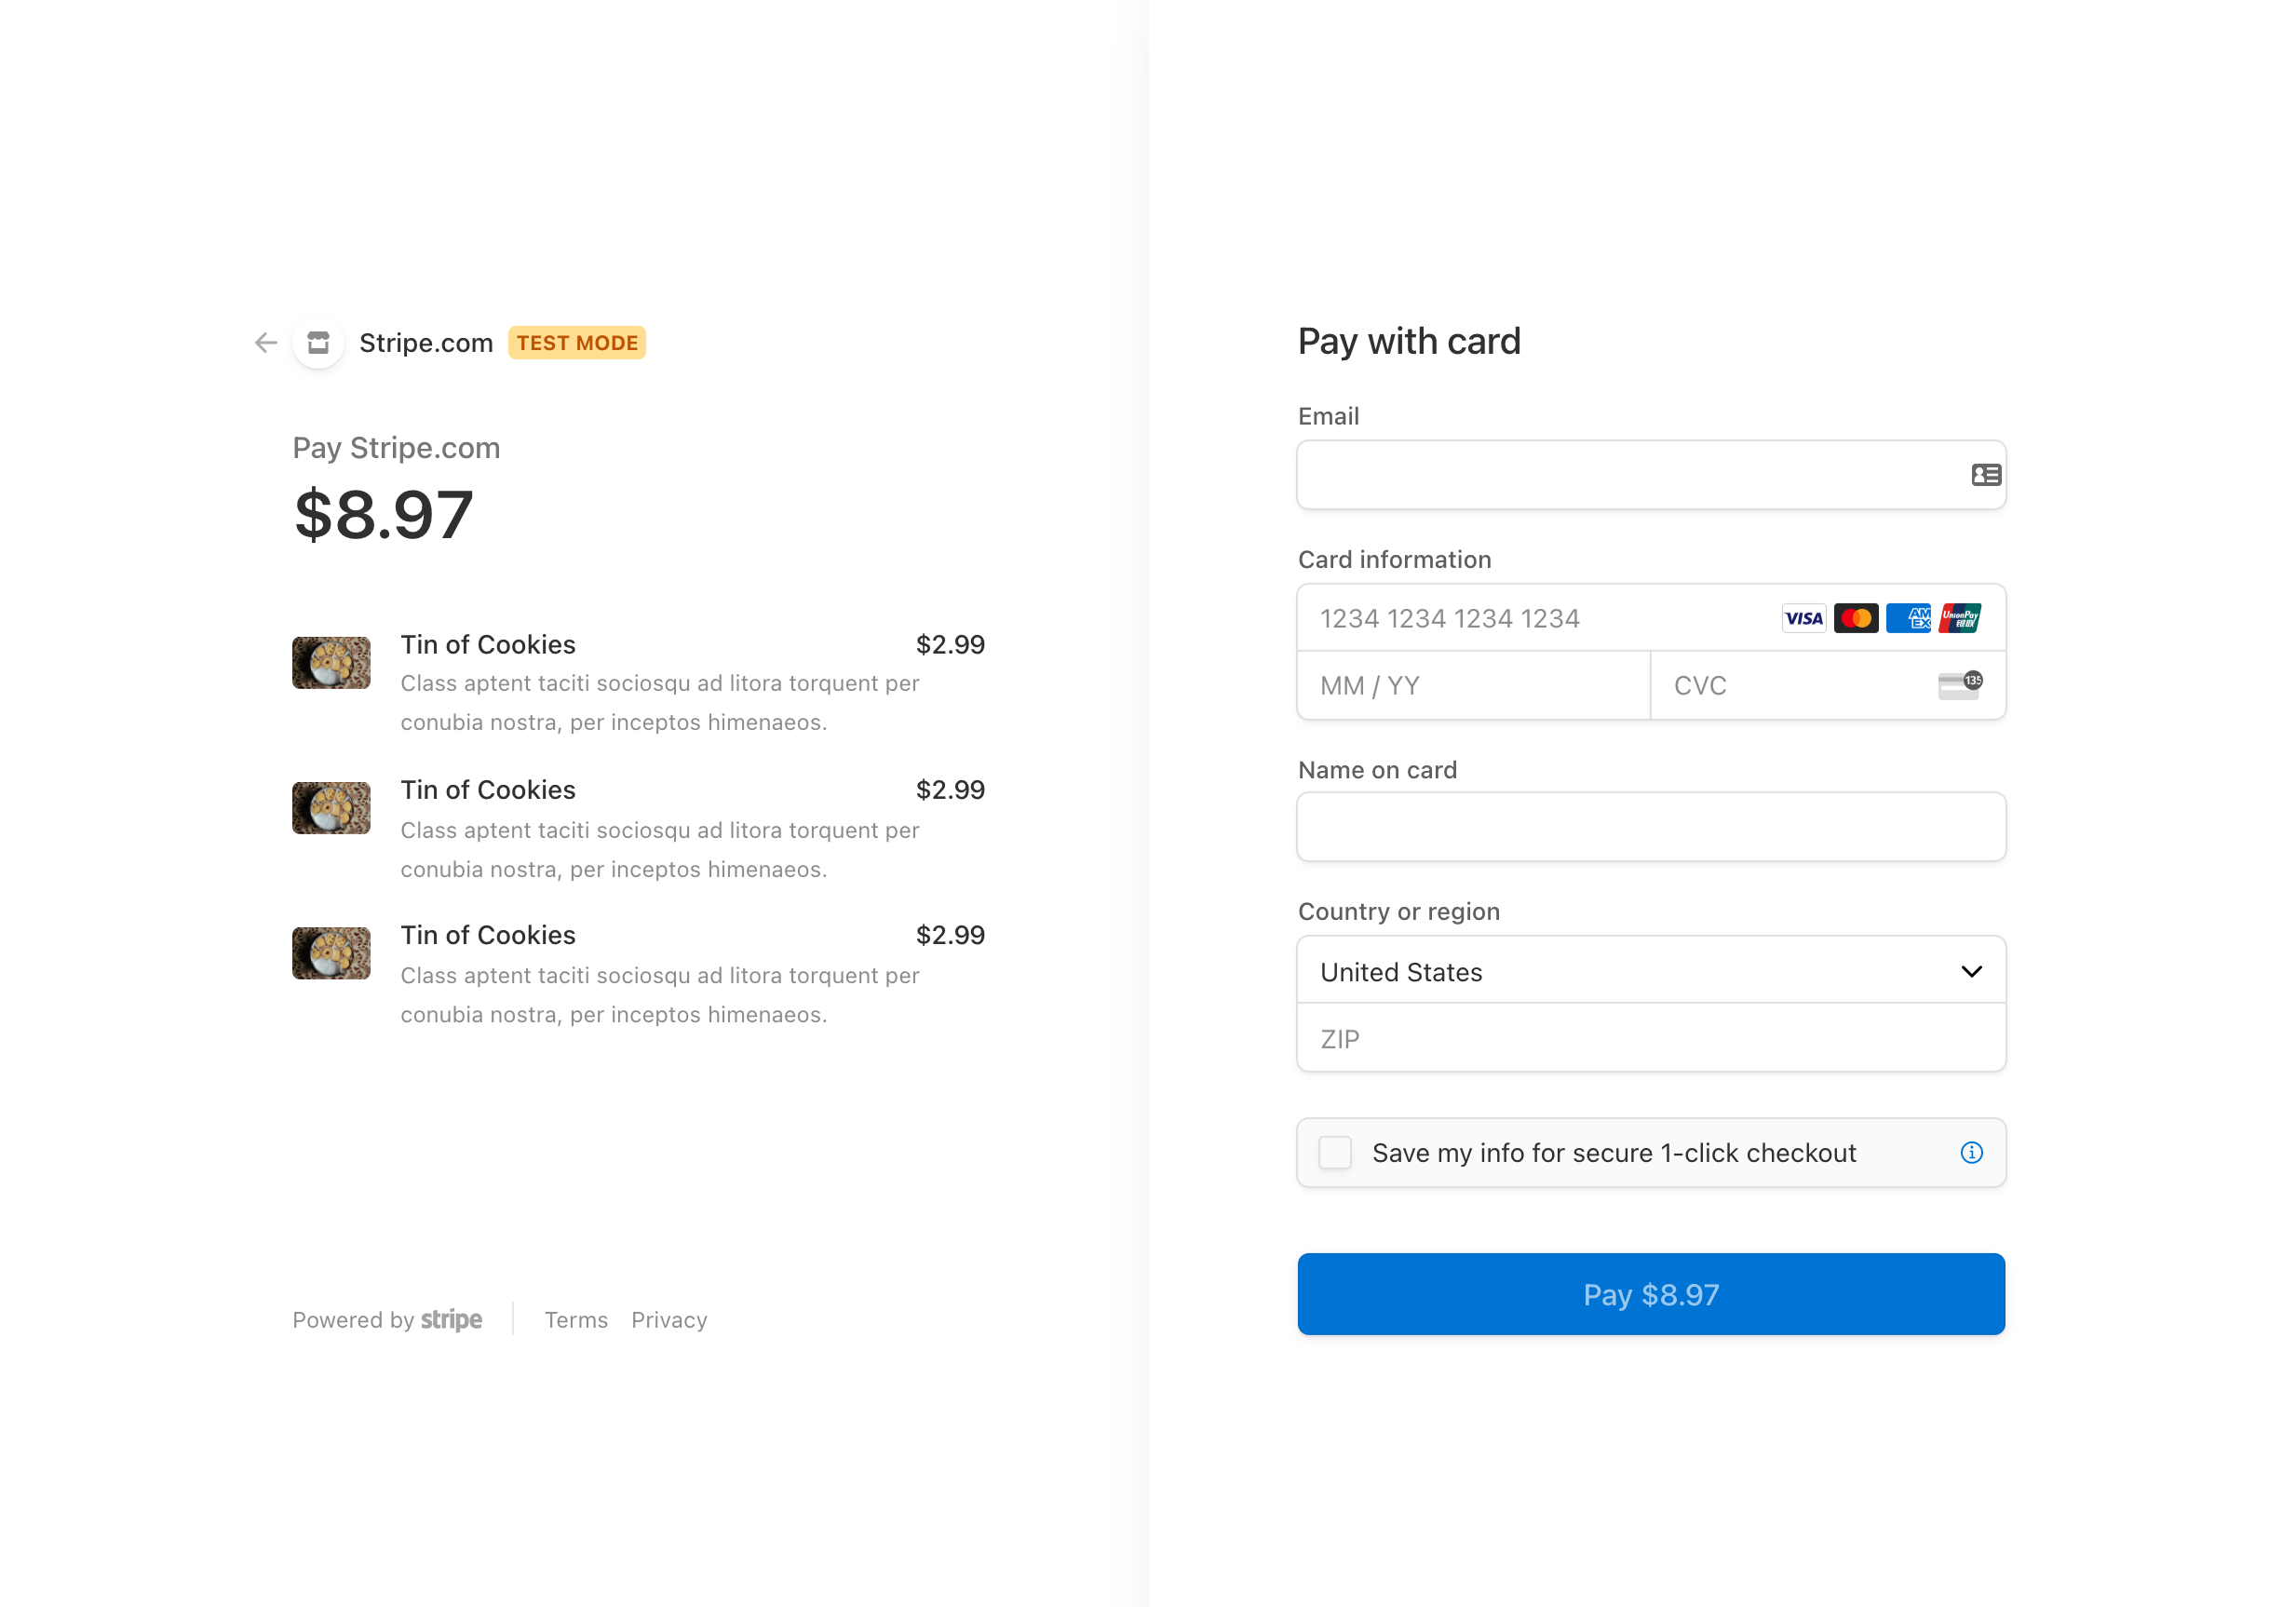 Stripe.com TEST MODE
Pay Stripe.com
$8.97
Tin of Cookies $2.99
Class aptent taciti sociosqu ad litora torquent per
conubia nostra, per inceptos himenaeos.
Tin of Cookies $2.99
Class aptent taciti sociosqu ad litora torquent per
conubia nostra, per inceptos himenaeos.
Tin of Cookies $2.99
Class aptent taciti sociosqu ad litora torquent per
conubia nostra, per inceptos himenaeos.
Powered by stripe Terms Privacy
Pay with card
Email
Card information
1234 1234 1234 1234 VISA AM EX UnionPay 银联
MM / YY CVC 135
Name on card
Country or region
United States
ZIP
Save my info for secure 1-click checkout
Pay $8.97